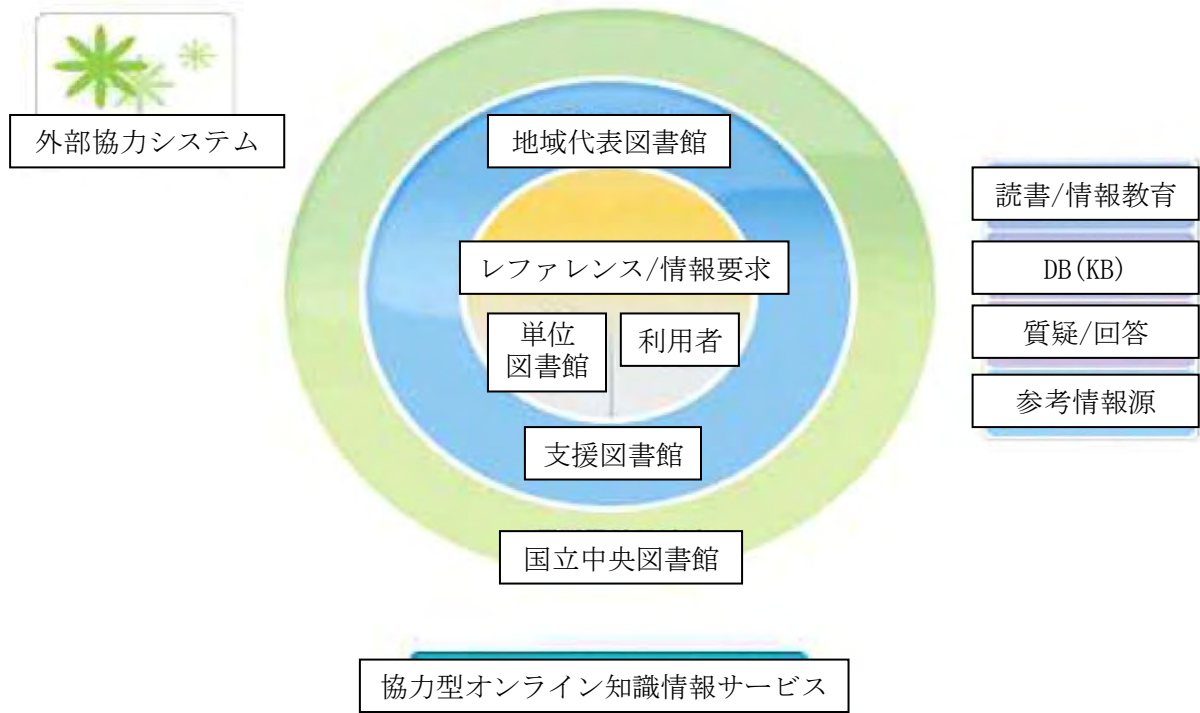 外部協力システム
地域代表図書館
レファレンス/情報要求
単位
図書館
利用者
支援図書館
国立中央図書館
読書/情報教育
DB(KB)
質疑/回答
参考情報源
協力型オンライン知識情報サービス